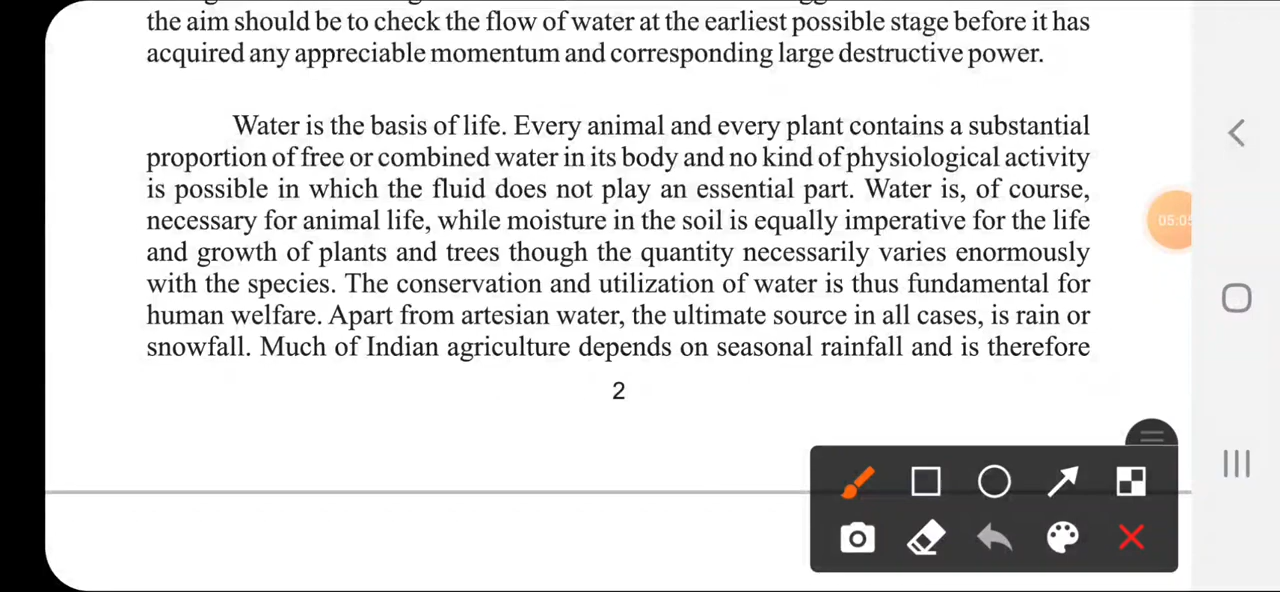 the aim should be to check the flow of water at the earliest possible stage before it has
acquired any appreciable momentum and corresponding large destructive power.
Water is the basis of life. Every animal and every plant contains a substantial
proportion of free or combined water in its body and no kind of physiological activity
is possible in which the fluid does not play an essential part. Water is, of course,
necessary for animal life, while moisture in the soil is equally imperative for the life
and growth of plants and trees though the quantity necessarily varies enormously
with the species. The conservation and utilization of water is thus fundamental for
human welfare. Apart from artesian water, the ultimate source in all cases, is rain or
snowfall. Much of Indian agriculture depends on seasonal rainfall and is therefore
2
05:05